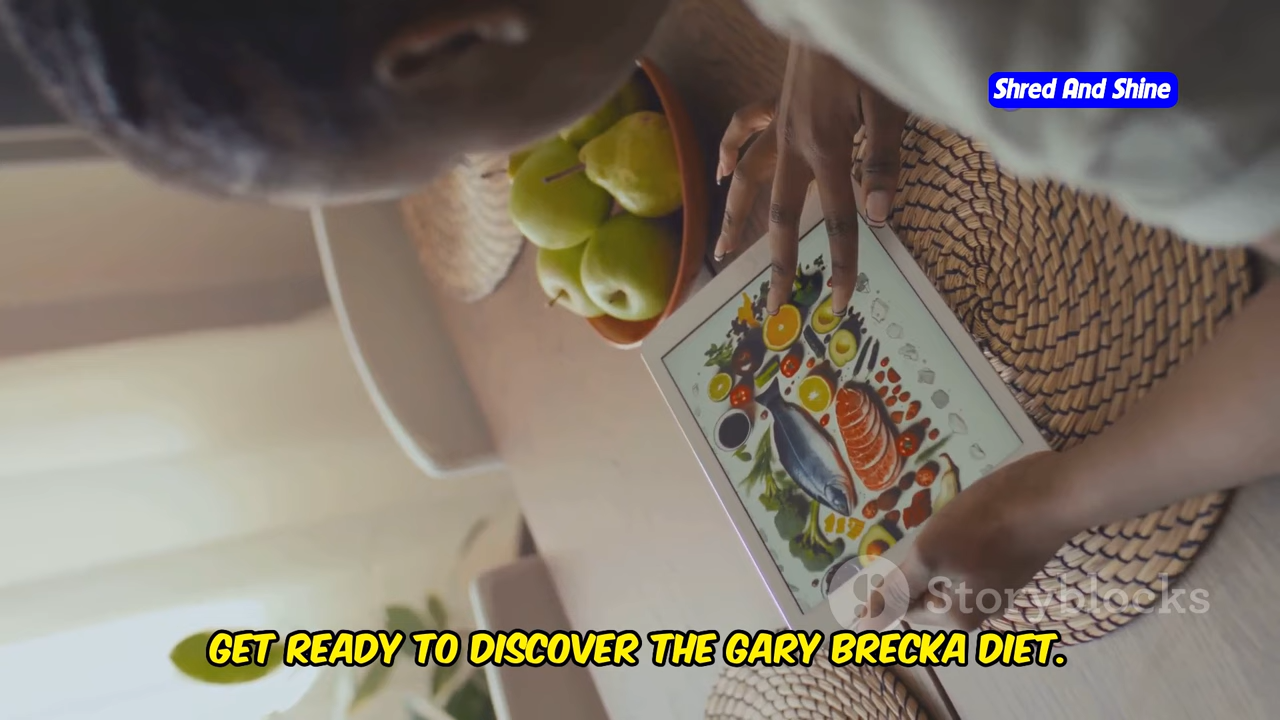 Shred And Shine
Storyblocks
GET READY TO DISCOVER THE GARY BRECKA DIET.